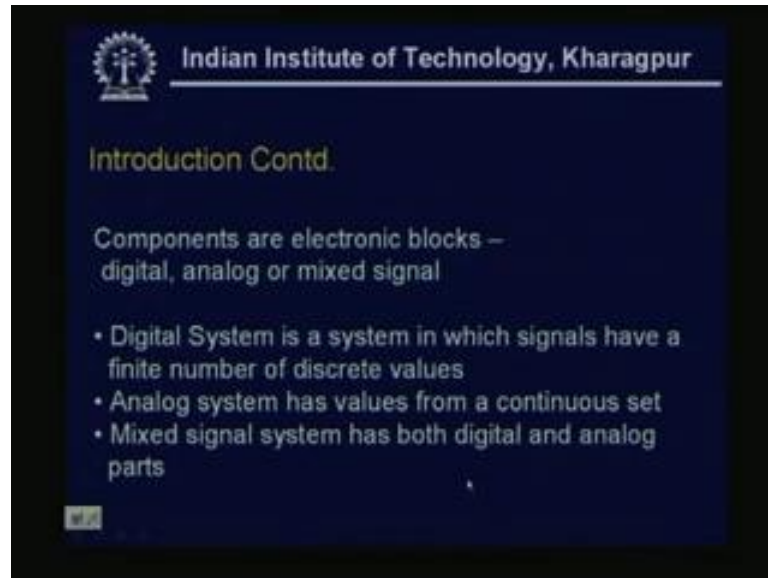 Indian Institute of Technology, Kharagpur
Introduction Contd.
Components are electronic blocks –
digital, analog or mixed signal
• Digital System is a system in which signals have a
finite number of discrete values
• Analog system has values from a continuous set
• Mixed signal system has both digital and analog
parts